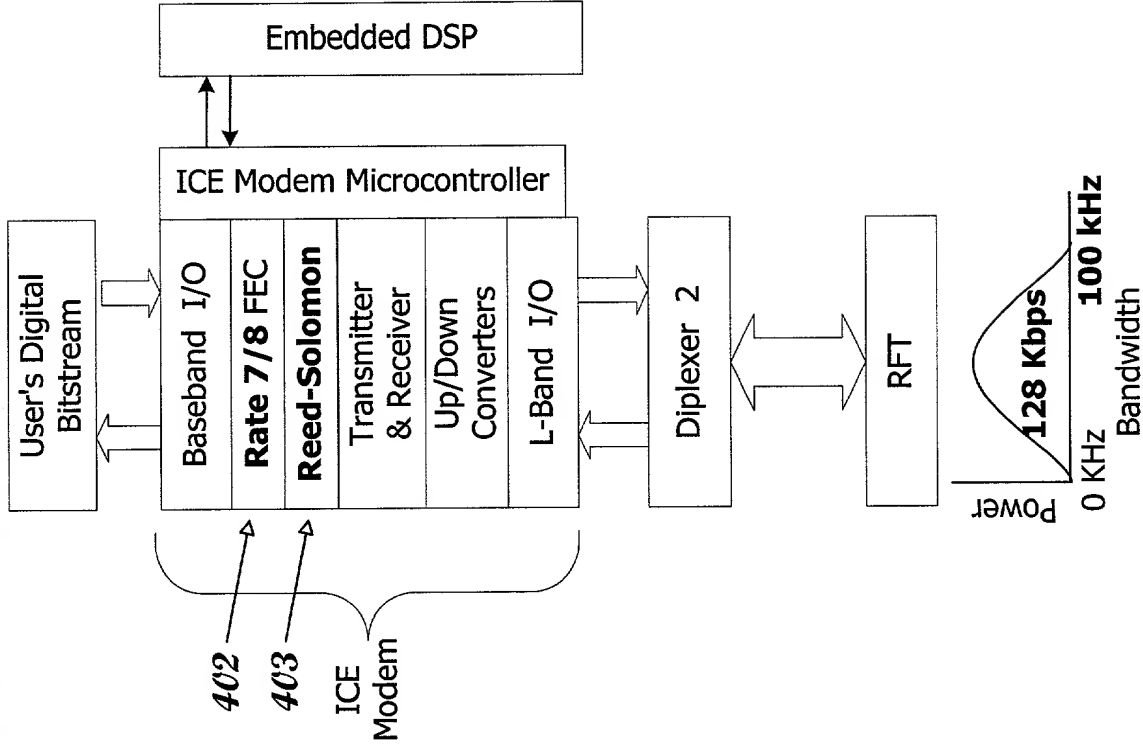 User's Digital
Bitstream
Baseband I/O
Rate 7/8 FEC
Reed-Solomon
Transmitter
& Receiver
Up/Down
Converters
L-Band I/O
ICE Modem Microcontroller
Embedded DSP
402
403
ICE
Modem
Diplexer 2
RFT
Power
128 Kbps
0 KHz
100 kHz
Bandwidth